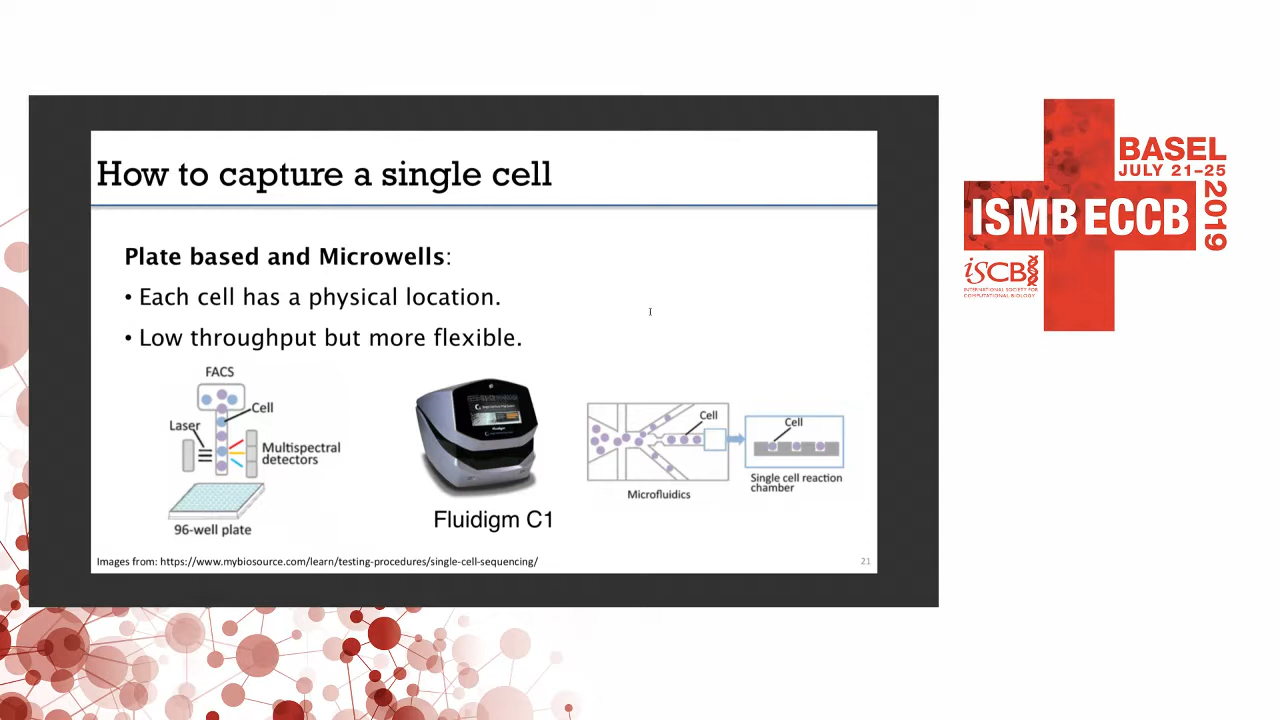 How to capture a single cell
Plate based and Microwells:
• Each cell has a physical location.
• Low throughput but more flexible.
FACS
Cell
Laser
Multispectral
detectors
96-well plate
Fluidigm C1
Cell
Microfluidics
Cell
Single cell reaction
chamber
Images from: https://www.mybiosource.com/learn/testing-procedures/single-cell-sequencing/
21
BASEL
JULY 21-25
2019
ISMB ECCB
iSCB
INTERNATIONAL SOCIETY FOR
COMPUTATIONAL BIOLOGY